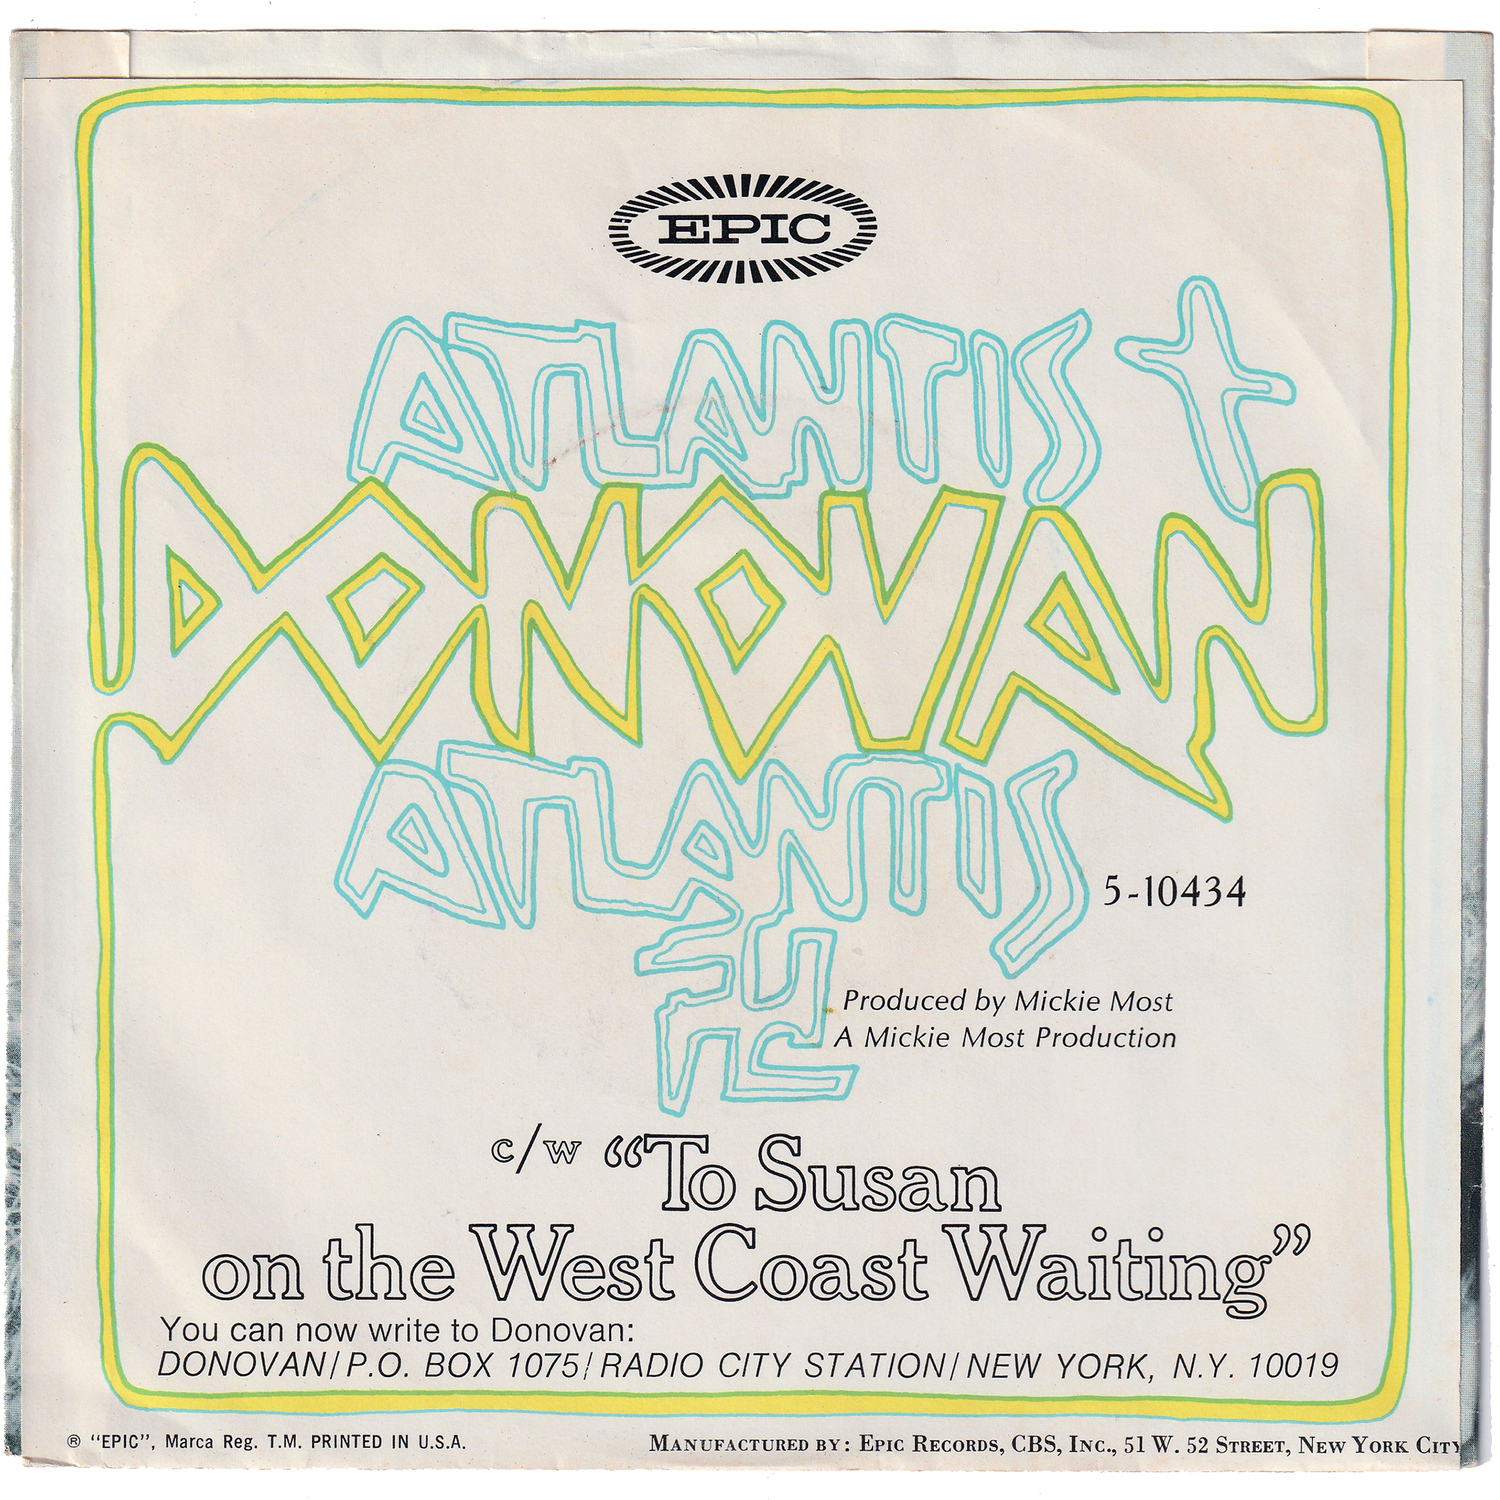 EPIC
ATLANTIS
DONOVAN
ATLANTIS
5-10434
Produced by Mickie Most
A Mickie Most Production
c/w “To Susan
on the West Coast Waiting”
You can now write to Donovan:
DONOVAN/P.O. BOX 1075/RADIO CITY STATION/NEW YORK, N.Y. 10019
® “EPIC”, Marca Reg. T.M. PRINTED IN U.S.A.
MANUFACTURED BY: EPIC RECORDS, CBS, INC., 51 W. 52 STREET, NEW YORK CITY